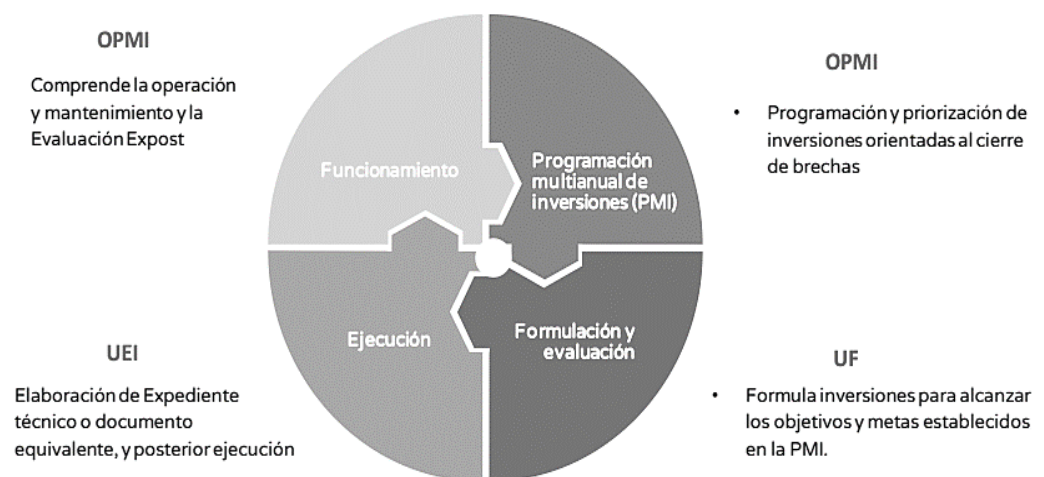 OPMI
Comprende la operación
y mantenimiento y la
Evaluación Expost
Funcionamiento
Programación
multianual de
inversiones (PMI)
OPMI
• Programación y priorización de
inversiones orientadas al cierre
de brechas
UEI
Elaboración de Expediente
técnico o documento
equivalente, y posterior ejecución
Ejecución
Formulación y
evaluación
UF
• Formula inversiones para alcanzar
los objetivos y metas establecidos
en la PMI.